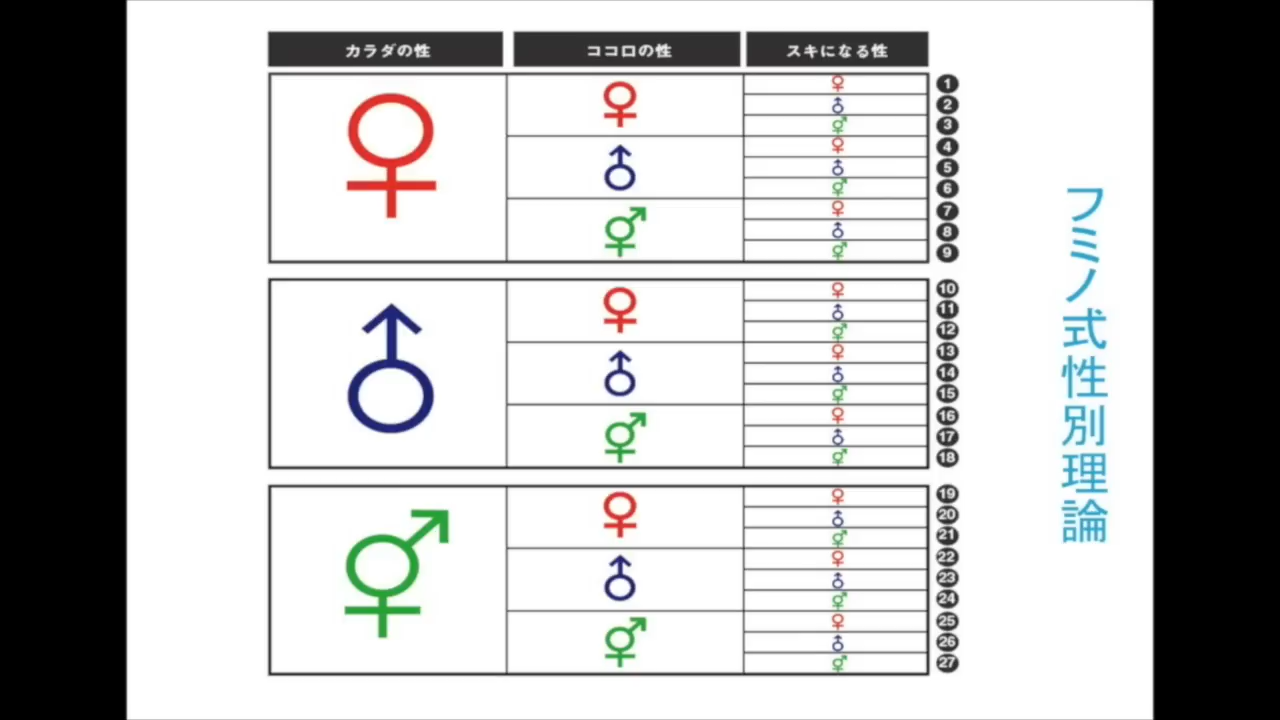 カラダの性 ココロの性 スキになる性
♀ ♀ ♀ 1
♂ 2
⚥ 3
♂ ♀ 4
♂ 5
⚥ 6
⚥ ♀ 7
♂ 8
⚥ 9
♂ ♀ ♀ 10
♂ 11
⚥ 12
♂ ♀ 13
♂ 14
⚥ 15
⚥ ♀ 16
♂ 17
⚥ 18
⚥ ♀ ♀ 19
♂ 20
⚥ 21
♂ ♀ 22
♂ 23
⚥ 24
⚥ ♀ 25
♂ 26
⚥ 27
フミノ式性別理論